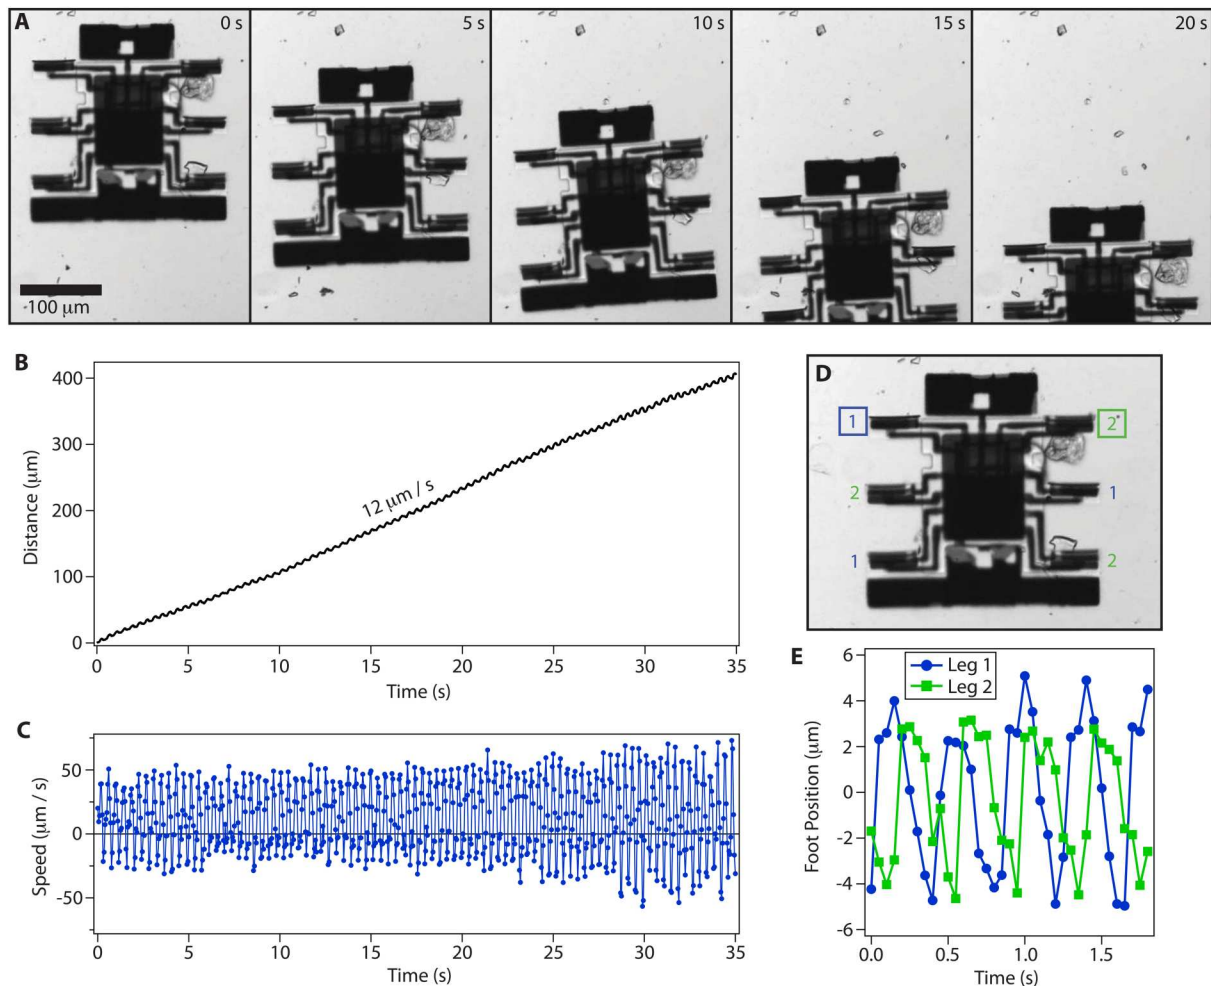 A
0 s
5 s
10 s
15 s
20 s
100 μm
B
400
300
200
100
0
Distance (μm)
12 μm / s
0
5
10
15
20
25
30
35
Time (s)
C
50
0
-50
Speed (μm / s)
0
5
10
15
20
25
30
35
Time (s)
D
1
2*
2
1
1
2
E
Leg 1
Leg 2
6
4
2
0
-2
-4
-6
Foot Position (μm)
0.0
0.5
1.0
1.5
Time (s)